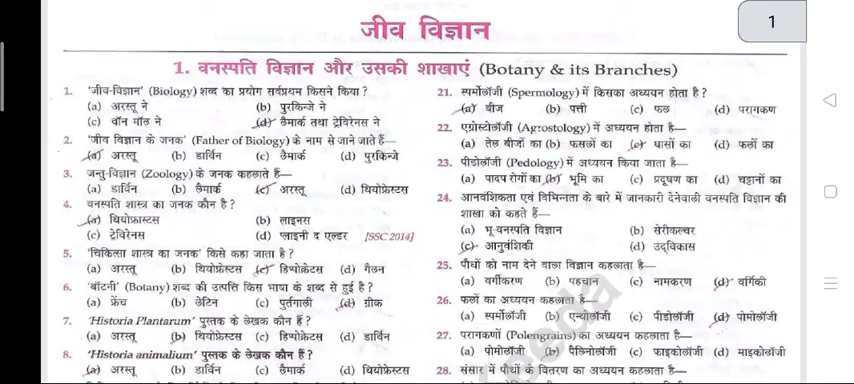 1
जीव विज्ञान
1. वनस्पति विज्ञान और उसकी शाखाएं (Botany & its Branches)
1. 'जीव-विज्ञान' (Biology) शब्द का प्रयोग सर्वप्रथम किसने किया ?
(a) अरस्तू ने (b) पुरकिन्जे ने
(c) वॉन मॉल ने (d) लैमार्क तथा ट्रेविरेनस ने
2. 'जीव विज्ञान के जनक' (Father of Biology) के नाम से जाने जाते हैं—
(a) अरस्तू (b) डार्विन (c) लैमार्क (d) पुरकिन्जे
3. जन्तु-विज्ञान (Zoology) के जनक कहलाते हैं—
(a) डार्विन (b) लैमार्क (c) अरस्तू (d) थियोफ्रेस्टस
4. वनस्पति शास्त्र का जनक कौन है ?
(a) थियोफ्रास्टस (b) लाइनस
(c) ट्रेविरेनस (d) प्लाइनी द एल्डर [SSC 2014]
5. 'चिकित्सा शास्त्र का जनक' किसे कहा जाता है ?
(a) अरस्तू (b) थियोफ्रेस्टस (c) हिप्पोक्रेटस (d) गैलन
6. 'बॉटनी' (Botany) शब्द की उत्पत्ति किस भाषा के शब्द से हुई है ?
(a) फ्रेंच (b) लेटिन (c) पुर्तगाली (d) ग्रीक
7. 'Historia Plantarum' पुस्तक के लेखक कौन हैं ?
(a) अरस्तू (b) थियोफ्रेस्टस (c) हिप्पोक्रेटस (d) डार्विन
8. 'Historia animalium' पुस्तक के लेखक कौन हैं ?
(a) अरस्तू (b) डार्विन (c) लैमार्क (d) थियोफ्रेस्टस
21. स्पर्मोलॉजी (Spermology) में किसका अध्ययन होता है ?
(a) बीज (b) पत्ती (c) फल (d) परागकण
22. एग्रोस्टोलॉजी (Agrostology) में अध्ययन होता है—
(a) तेल बीजों का (b) फसलों का (c) घासों का (d) फलों का
23. पीडोलॉजी (Pedology) में अध्ययन किया जाता है—
(a) पादप रोगों का (b) भूमि का (c) प्रदूषण का (d) चट्टानों का
24. आनवंशिकता एवं विभिन्नता के बारे में जानकारी देनेवाली वनस्पति विज्ञान की
शाखा को कहते हैं—
(a) भू-वनस्पति विज्ञान (b) सेरीकल्चर
(c) आनुवंशिकी (d) उद्विकास
25. पौधों को नाम देने वाला विज्ञान कहलाता है—
(a) वर्गीकरण (b) पहचान (c) नामकरण (d) वर्गिकी
26. फलों का अध्ययन कहलाता है—
(a) स्पर्मोलॉजी (b) एन्थोलॉजी (c) पीडोलॉजी (d) पोमोलॉजी
27. परागकणों (Polengrains) का अध्ययन कहलाता है—
(a) पोमोलॉजी (b) पैलिनोलॉजी (c) फाइकोलॉजी (d) माइकोलॉजी
28. संसार में पौधों के वितरण का अध्ययन कहलाता है—